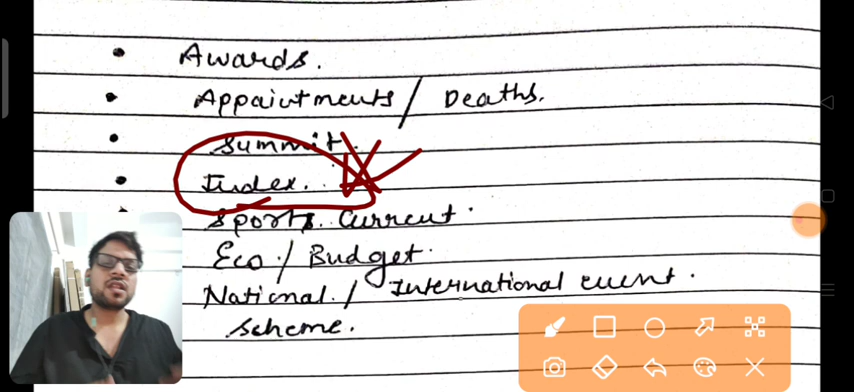 Awards.
Appointments / Deaths.
Summit.
Index.
Sports Current.
Eco / Budget.
National / International event.
Scheme.